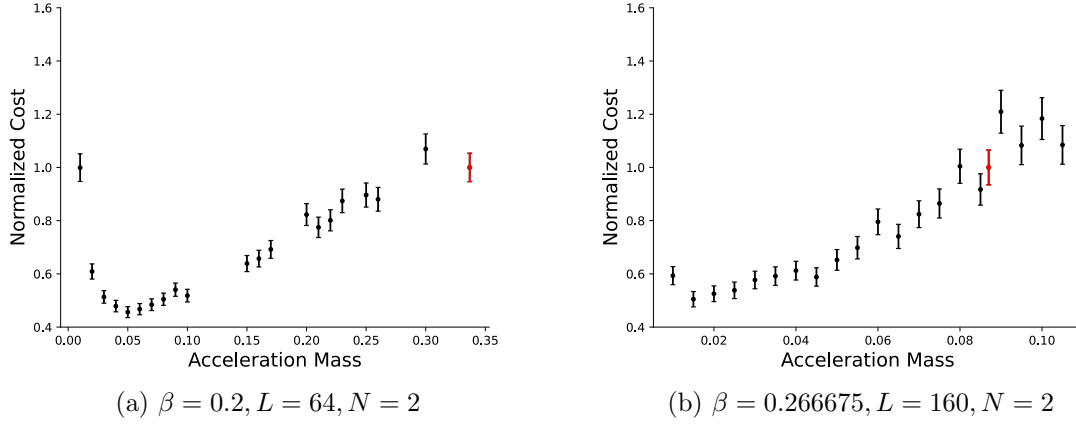 1.6
1.4
1.2
1.0
0.8
0.6
0.4
Normalized Cost
0.00 0.05 0.10 0.15 0.20 0.25 0.30 0.35
Acceleration Mass
(a) β = 0.2, L = 64, N = 2
1.6
1.4
1.2
1.0
0.8
0.6
0.4
Normalized Cost
0.02 0.04 0.06 0.08 0.10
Acceleration Mass
(b) β = 0.266675, L = 160, N = 2